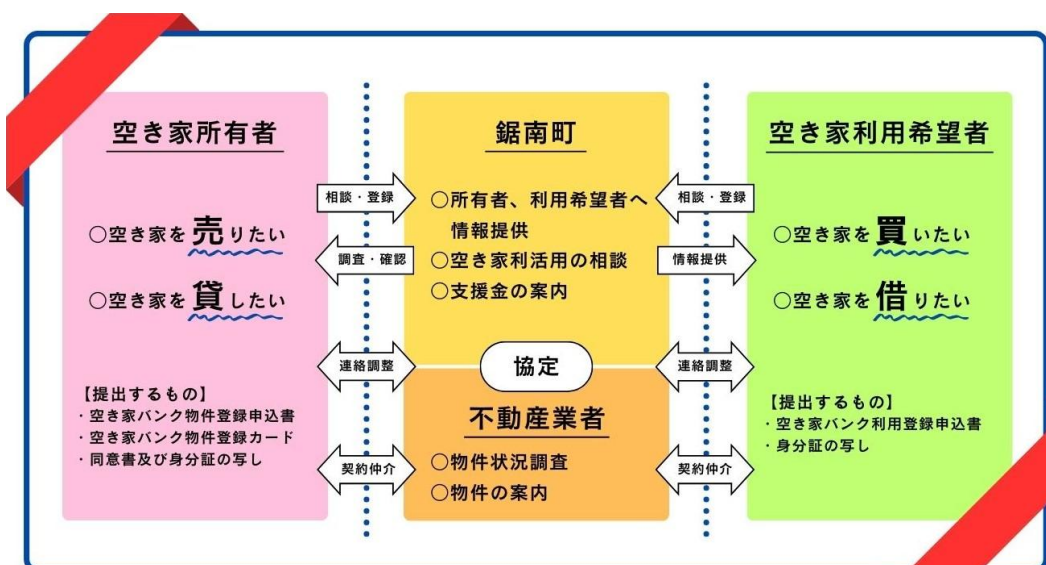 空き家所有者
○空き家を売りたい
○空き家を貸したい
【提出するもの】
・空き家バンク物件登録申込書
・空き家バンク物件登録カード
・同意書及び身分証の写し
相談・登録
調査・確認
連絡調整
契約仲介
鋸南町
○所有者、利用希望者へ
情報提供
○空き家利活用の相談
○支援金の案内
協定
不動産業者
○物件状況調査
○物件の案内
相談・登録
情報提供
連絡調整
契約仲介
空き家利用希望者
○空き家を買いたい
○空き家を借りたい
【提出するもの】
・空き家バンク利用登録申込書
・身分証の写し